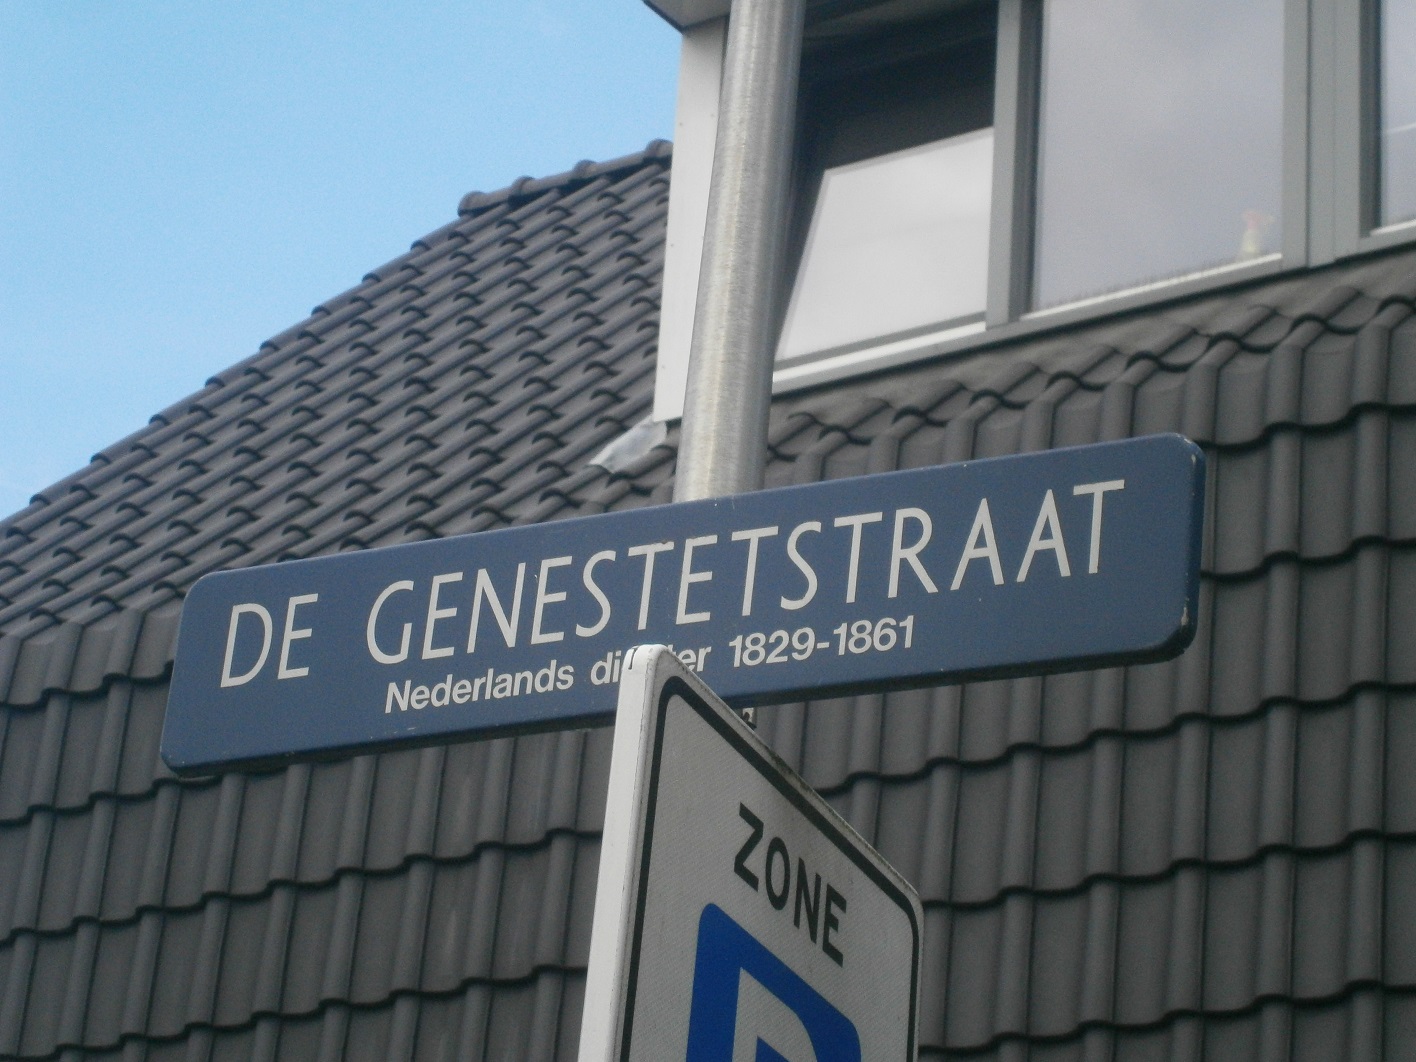 DE GENESTETSTRAAT
Nederlands 1829-1861
ZONE
P